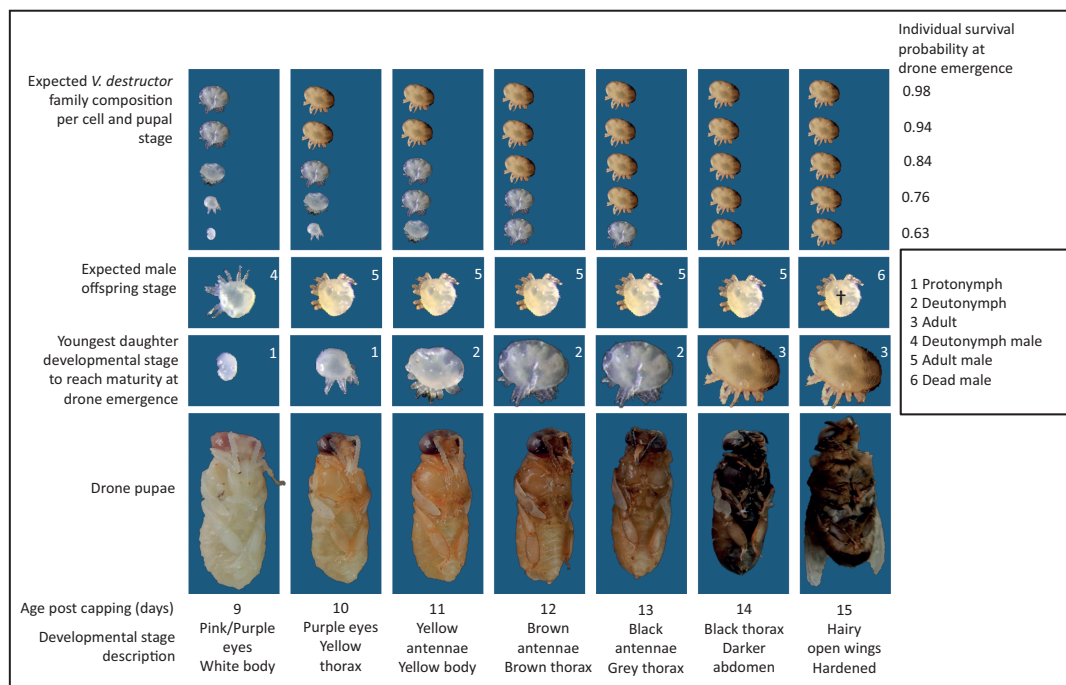 Individual survival
probability at
drone emergence
Expected V. destructor
family composition
per cell and pupal
stage
0.98
0.94
0.84
0.76
0.63
Expected male
offspring stage
4
5
5
5
5
5
6
†
Youngest daughter
developmental stage
to reach maturity at
drone emergence
1
1
2
2
2
3
3
1 Protonymph
2 Deutonymph
3 Adult
4 Deutonymph male
5 Adult male
6 Dead male
Drone pupae
Age post capping (days)
9
10
11
12
13
14
15
Developmental stage
description
Pink/Purple
eyes
White body
Purple eyes
Yellow
thorax
Yellow
antennae
Yellow body
Brown
antennae
Brown thorax
Black
antennae
Grey thorax
Black thorax
Darker
abdomen
Hairy
open wings
Hardened